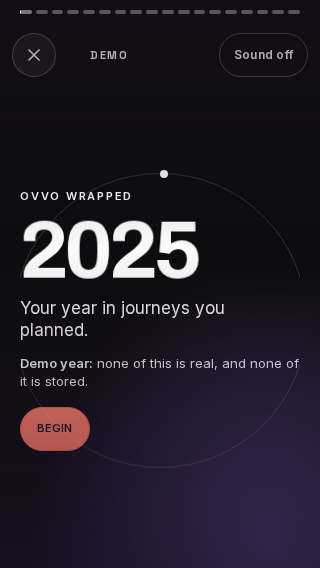 DEMO
Sound off
OVVO WRAPPED
2025
Your year in journeys you
planned.
Demo year: none of this is real, and none of
it is stored.
BEGIN